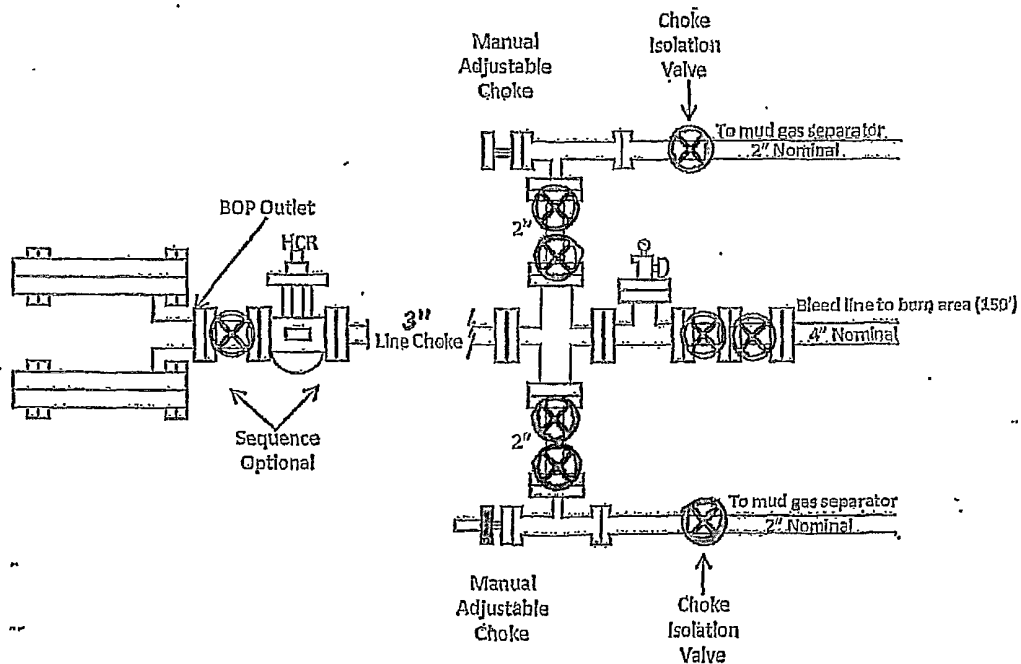 Choke
Isolation
Valve
Manual
Adjustable
Choke
To mud gas separator
2" Nominal
BOP Outlet
HCR
2"
3"
Line Choke
Bleed line to burn area (150')
4" Nominal
2"
Sequence
Optional
To mud gas separator
2" Nominal
Manual
Adjustable
Choke
Choke
Isolation
Valve